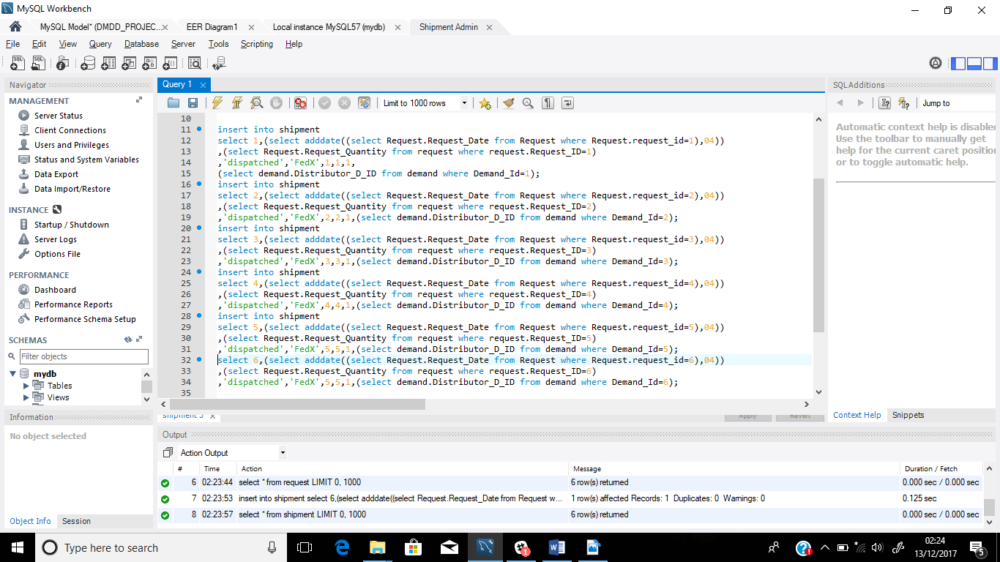 MySQL Workbench
MySQL Model* (DMDD_PROJEC...× EER Diagram1 × Local instance MySQL57 (mydb) × Shipment Admin ×
File Edit View Query Database Server Tools Scripting Help
Navigator
MANAGEMENT
Server Status
Client Connections
Users and Privileges
Status and System Variables
Data Export
Data Import/Restore
INSTANCE
Startup / Shutdown
Server Logs
Options File
PERFORMANCE
Dashboard
Performance Reports
Performance Schema Setup
SCHEMAS
Filter objects
mydb
Tables
Views
Information
No object selected
Object Info Session
Query 1 ×
Limit to 1000 rows
10
11 insert into shipment
12 select 1,(select adddate((select Request.Request_Date from Request where Request.request_id=1),04))
13 ,(select Request.Request_Quantity from request where request.Request_ID=1)
14 ,'dispatched','FedX',1,1,1,
15 (select demand.Distributor_D_ID from demand where Demand_Id=1);
16 insert into shipment
17 select 2,(select adddate((select Request.Request_Date from Request where Request.request_id=2),04))
18 ,(select Request.Request_Quantity from request where request.Request_ID=2)
19 ,'dispatched','FedX',2,2,1,(select demand.Distributor_D_ID from demand where Demand_Id=2);
20 insert into shipment
21 select 3,(select adddate((select Request.Request_Date from Request where Request.request_id=3),04))
22 ,(select Request.Request_Quantity from request where request.Request_ID=3)
23 ,'dispatched','FedX',3,3,1,(select demand.Distributor_D_ID from demand where Demand_Id=3);
24 insert into shipment
25 select 4,(select adddate((select Request.Request_Date from Request where Request.request_id=4),04))
26 ,(select Request.Request_Quantity from request where request.Request_ID=4)
27 ,'dispatched','FedX',4,4,1,(select demand.Distributor_D_ID from demand where Demand_Id=4);
28 insert into shipment
29 select 5,(select adddate((select Request.Request_Date from Request where Request.request_id=5),04))
30 ,(select Request.Request_Quantity from request where request.Request_ID=5)
31 ,'dispatched','FedX',5,5,1,(select demand.Distributor_D_ID from demand where Demand_Id=5);
32 select 6,(select adddate((select Request.Request_Date from Request where Request.request_id=6),04))
33 ,(select Request.Request_Quantity from request where request.Request_ID=6)
34 ,'dispatched','FedX',5,5,1,(select demand.Distributor_D_ID from demand where Demand_Id=6);
35
shipment 5 × Apply Revert
SQLAdditions
Jump to
Automatic context help is disabled
Use the toolbar to manually get
help for the current caret position
or to toggle automatic help.
Context Help Snippets
Output
Action Output
# Time Action Message Duration / Fetch
6 02:23:44 select * from request LIMIT 0, 1000 6 row(s) returned 0.000 sec / 0.000 sec
7 02:23:53 insert into shipment select 6,(select adddate((select Request.Request_Date from Request w... 1 row(s) affected Records: 1 Duplicates: 0 Warnings: 0 0.125 sec
8 02:23:57 select * from shipment LIMIT 0, 1000 6 row(s) returned 0.000 sec / 0.000 sec
Type here to search
1
02:24
13/12/2017
5